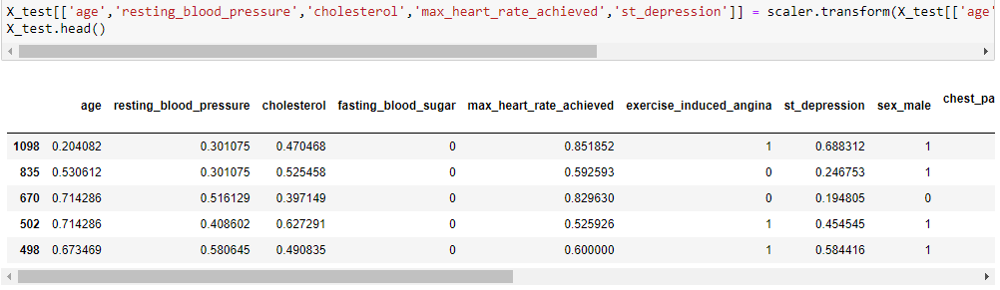 X_test[['age','resting_blood_pressure','cholesterol','max_heart_rate_achieved','st_depression']] = scaler.transform(X_test[['age'
X_test.head()
age resting_blood_pressure cholesterol fasting_blood_sugar max_heart_rate_achieved exercise_induced_angina st_depression sex_male chest_pa
1098 0.204082 0.301075 0.470468 0 0.851852 1 0.688312 1
835 0.530612 0.301075 0.525458 0 0.592593 0 0.246753 1
670 0.714286 0.516129 0.397149 0 0.829630 0 0.194805 0
502 0.714286 0.408602 0.627291 0 0.525926 1 0.454545 1
498 0.673469 0.580645 0.490835 0 0.600000 1 0.584416 1